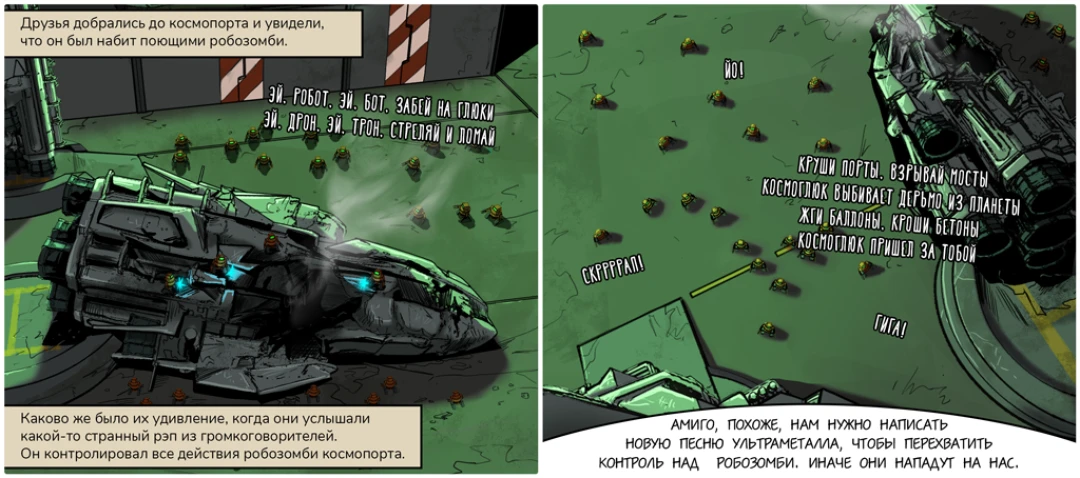 Друзья добрались до космопорта и увидели,
что он был набит поющими робозомби.
ЭЙ, РОБОТ, ЭЙ, БОТ, ЗАБЕЙ НА ГЛЮКИ
ЭЙ, ДРОН, ЭЙ, ТРОН, СТРЕЛЯЙ И ЛОМАЙ
Каково же было их удивление, когда они услышали
какой-то странный рэп из громкоговорителей.
Он контролировал все действия робозомби космопорта.
ЙО!
КРУШИ ПОРТЫ, ВЗРЫВАЙ МОСТЫ
КОСМОГЛЮК ВЫБИВАЕТ ДЕРЬМО ИЗ ПЛАНЕТЫ
ЖГИ БАЛЛОНЫ, КРОШИ БЕТОНЫ
КОСМОГЛЮК ПРИШЕЛ ЗА ТОБОЙ
СКРРРРАП!
ГИГА!
АМИГО, ПОХОЖЕ, НАМ НУЖНО НАПИСАТЬ
НОВУЮ ПЕСНЮ УЛЬТРАМЕТАЛЛА, ЧТОБЫ ПЕРЕХВАТИТЬ
КОНТРОЛЬ НАД РОБОЗОМБИ. ИНАЧЕ ОНИ НАПАДУТ НА НАС.